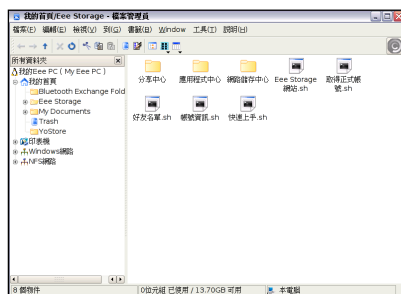 我的首頁/Eee Storage - 檔案管理員
檔案(F) 編輯(E) 檢視(V) 到(G) 書籤(B) Window 工具(T) 說明(H)
所有資料夾
我的Eee PC ( My Eee PC )
我的首頁
Bluetooth Exchange Fold
Eee Storage
My Documents
Trash
YoStore
印表機
Windows網路
NFS網路
分享中心 應用程式中心 網路儲存中心 Eee Storage 網站.sh 取得正式帳號.sh
好友名單.sh 帳號資訊.sh 快速上手.sh
8 個物件 0位元組 已使用 / 13.70GB 可用 本電腦